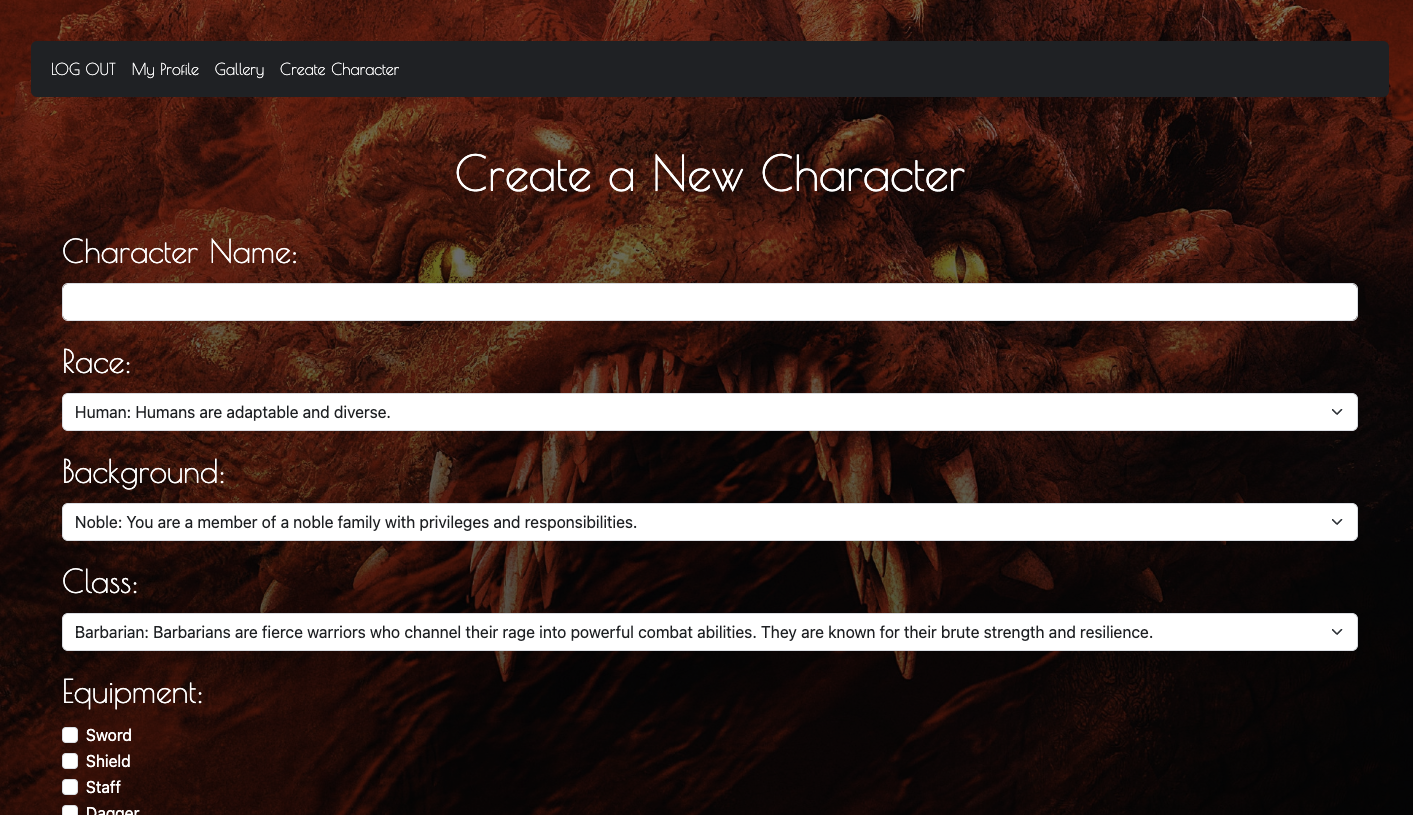 LOG OUT My Profile Gallery Create Character
Create a New Character
Character Name:
Race:
Human: Humans are adaptable and diverse.
Background:
Noble: You are a member of a noble family with privileges and responsibilities.
Class:
Barbarian: Barbarians are fierce warriors who channel their rage into powerful combat abilities. They are known for their brute strength and resilience.
Equipment:
Sword
Shield
Staff
Dagger